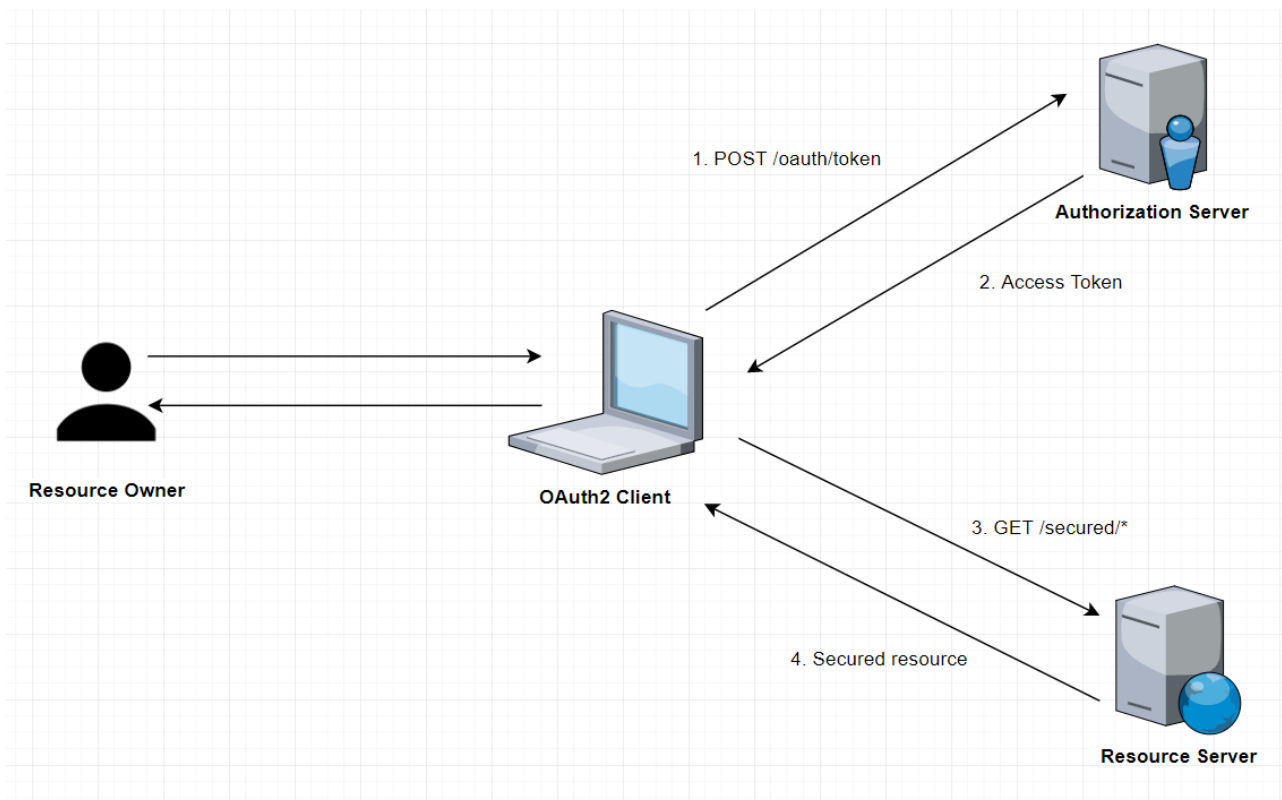 1. POST /oauth/token
Authorization Server
2. Access Token
Resource Owner
OAuth2 Client
3. GET /secured/*
4. Secured resource
Resource Server